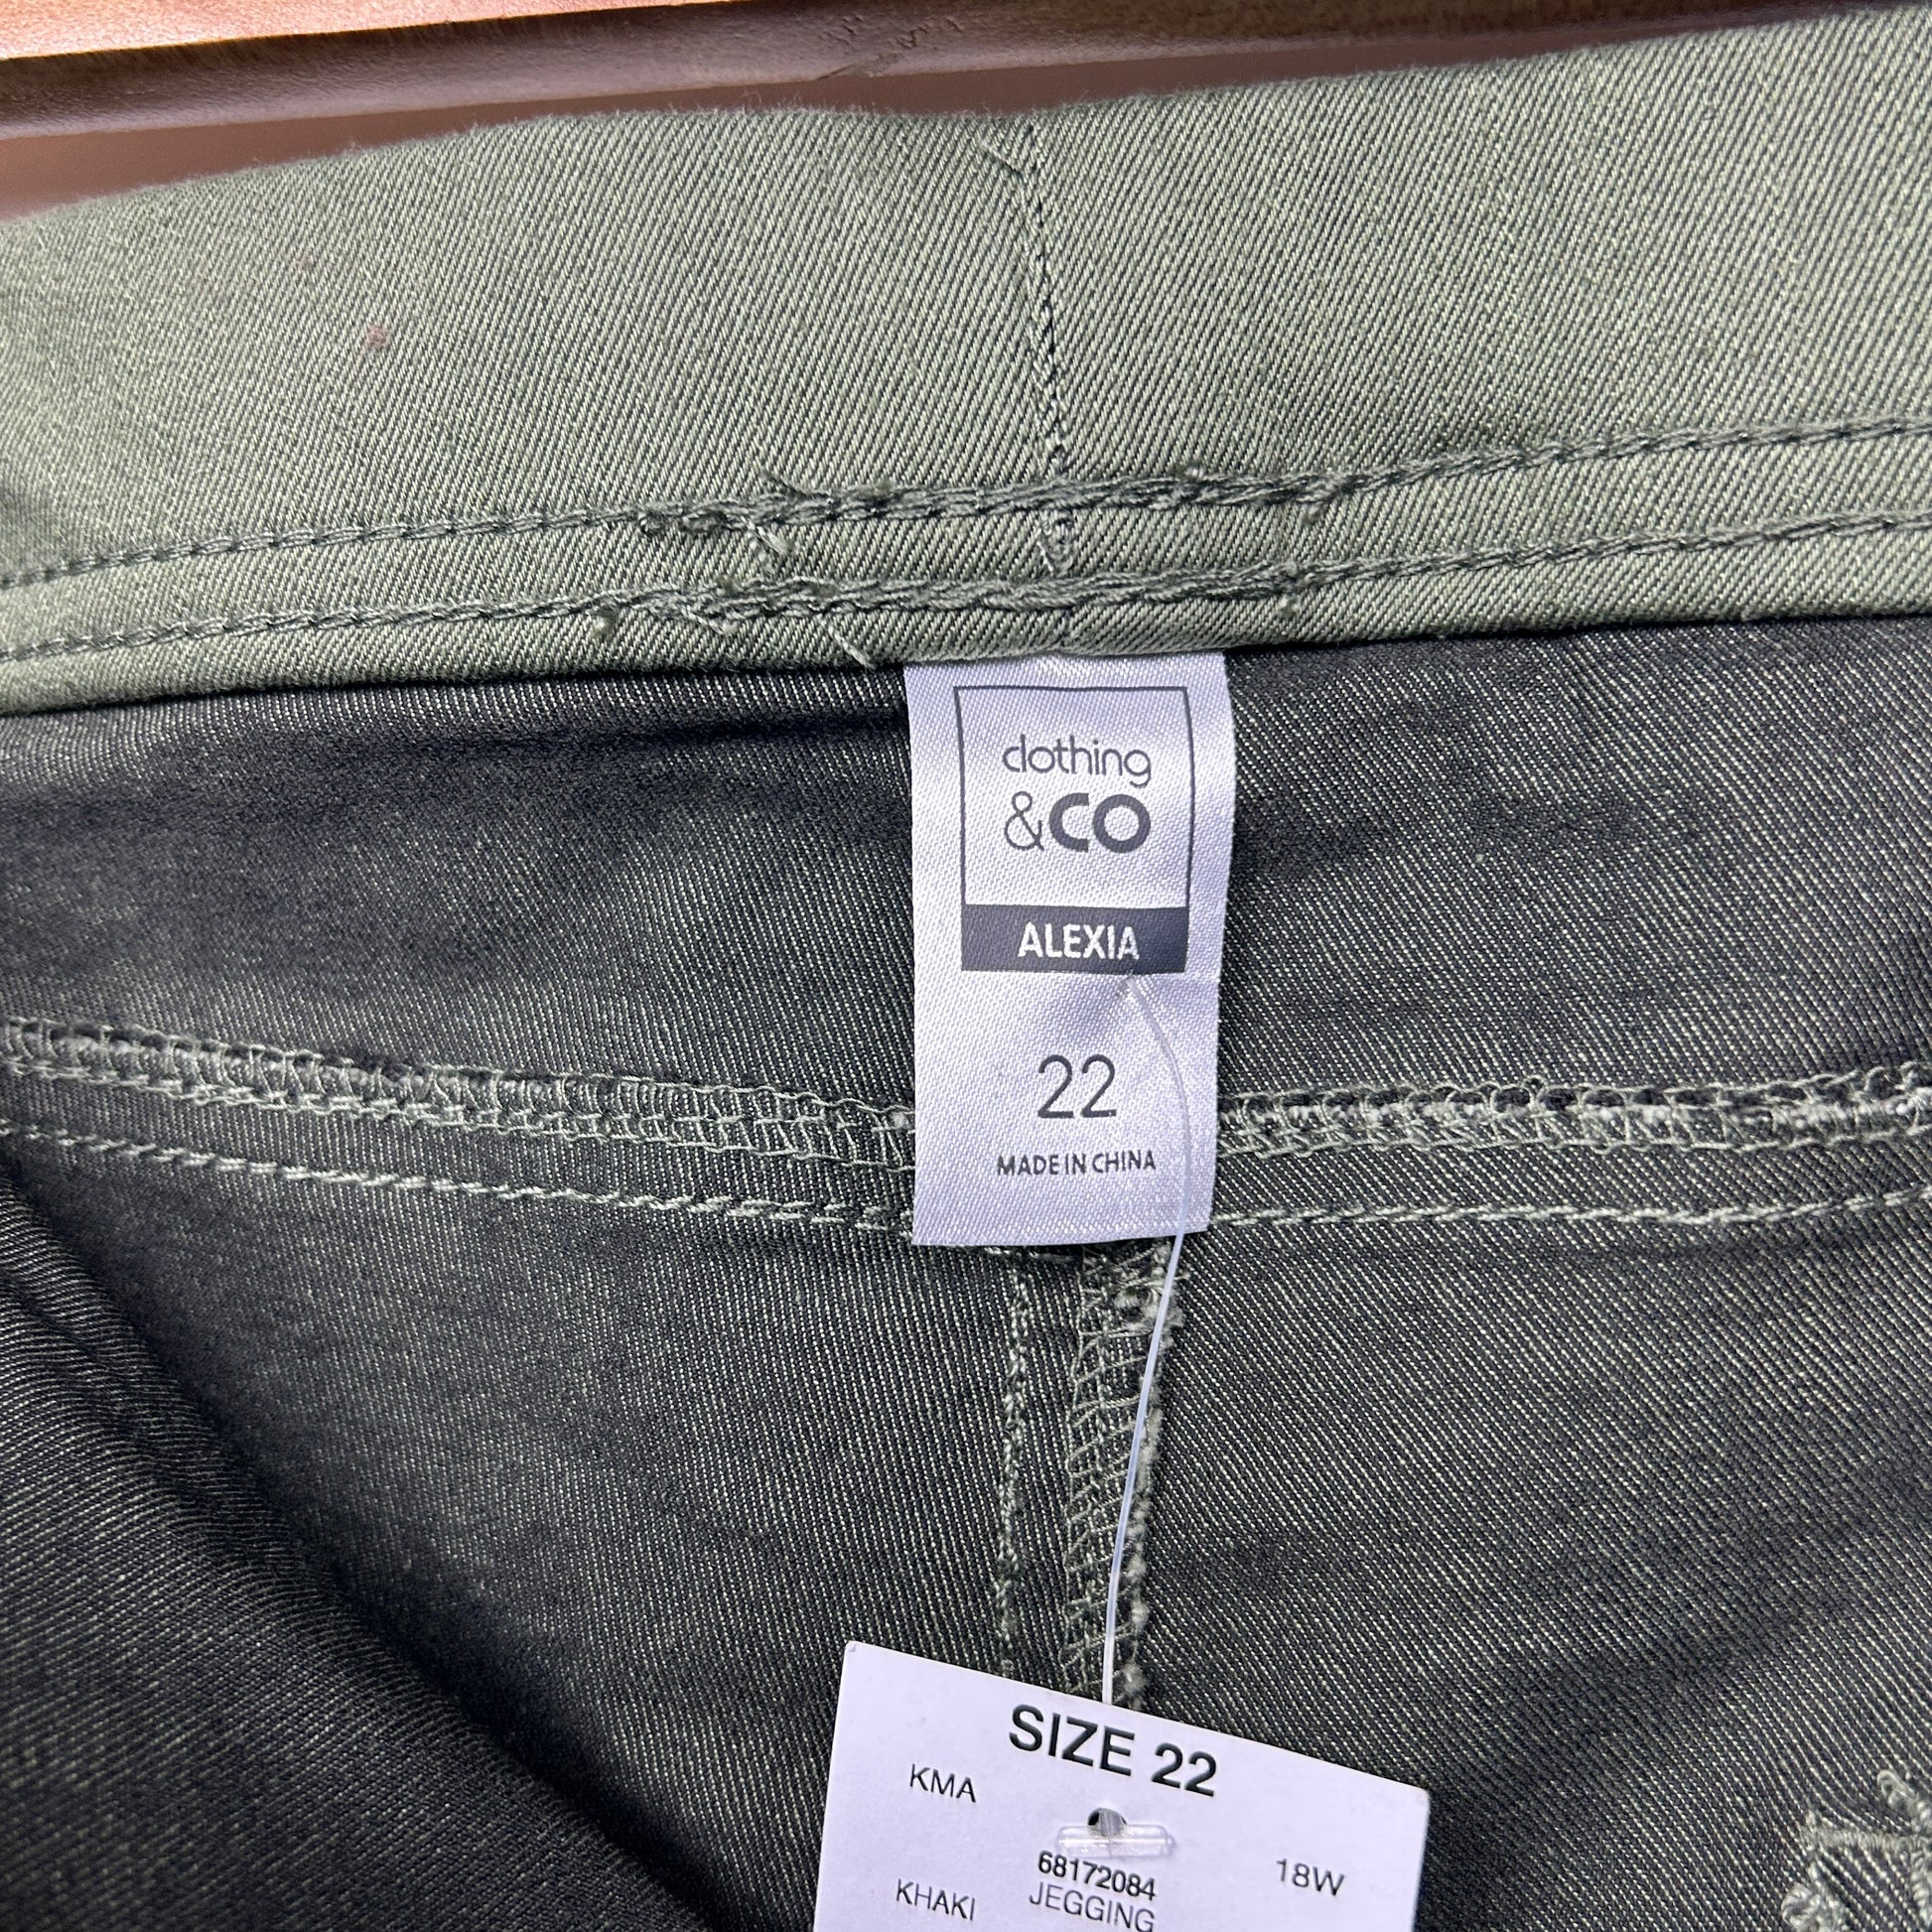 clothing
&CO
ALEXIA
22
MADE IN CHINA
SIZE 22
KMA
68172084
18W
KHAKI
JEGGING